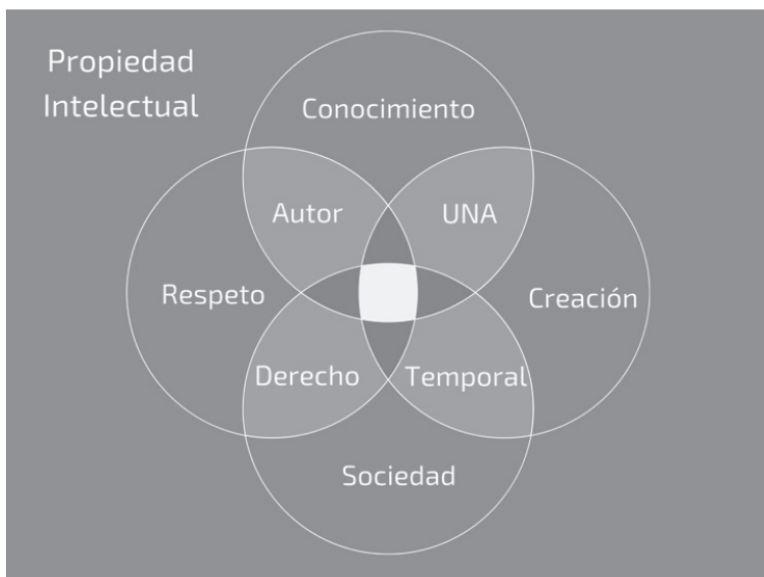 Propiedad
Intelectual
Conocimiento
Autor
UNA
Respeto
Creación
Derecho
Temporal
Sociedad